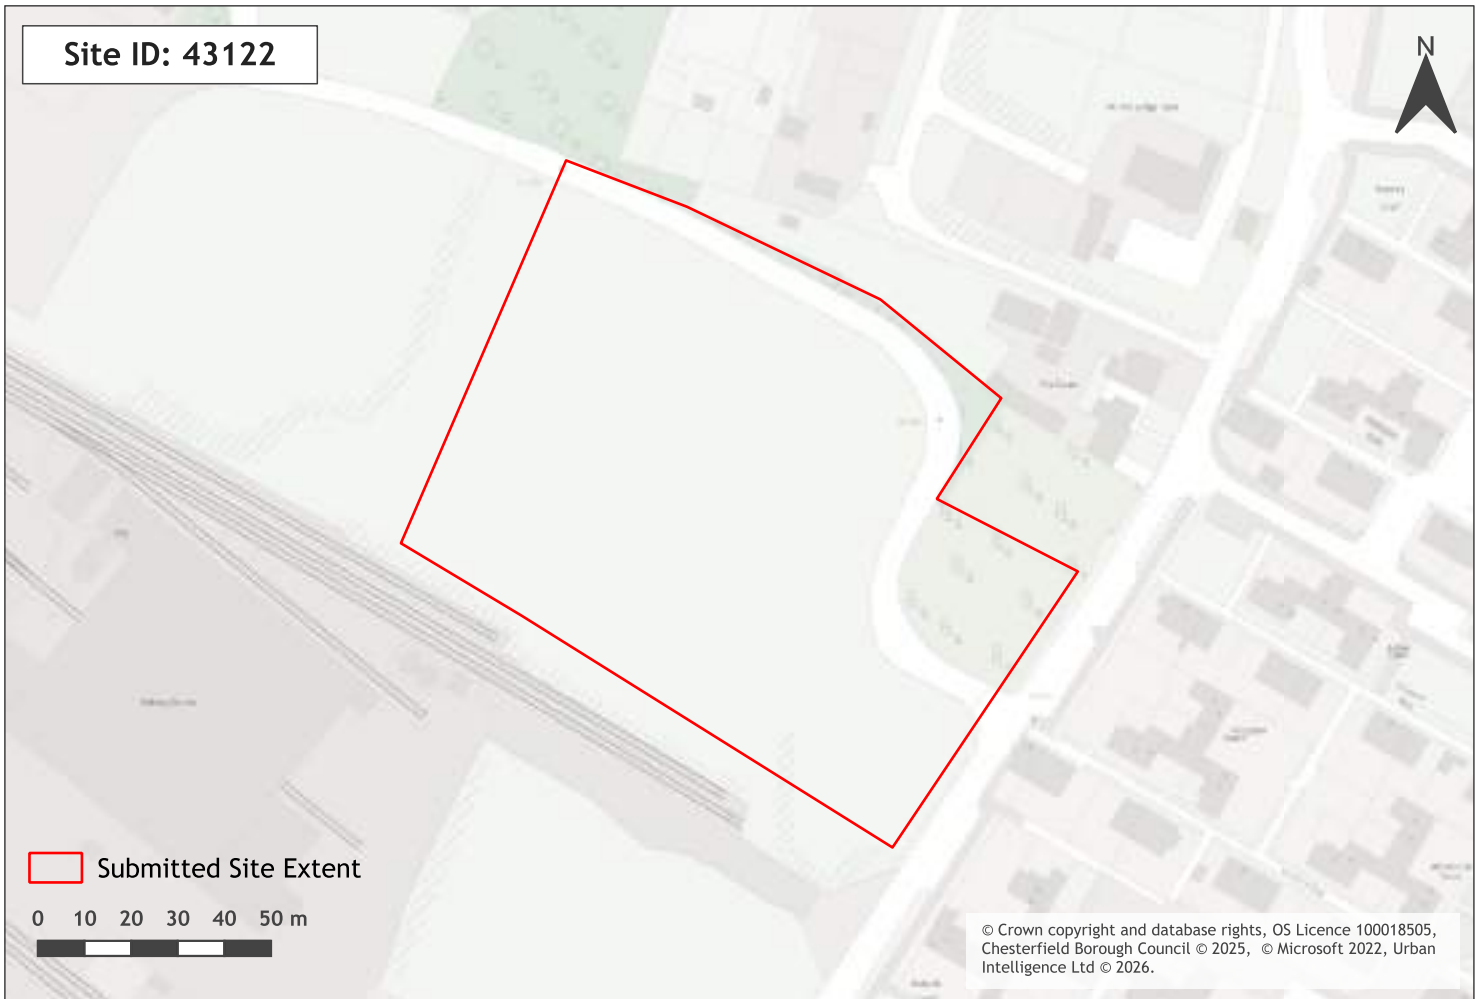 Site ID: 43122
N
Submitted Site Extent
0 10 20 30 40 50 m
© Crown copyright and database rights, OS Licence 100018505,
Chesterfield Borough Council © 2025, © Microsoft 2022, Urban
Intelligence Ltd © 2026.